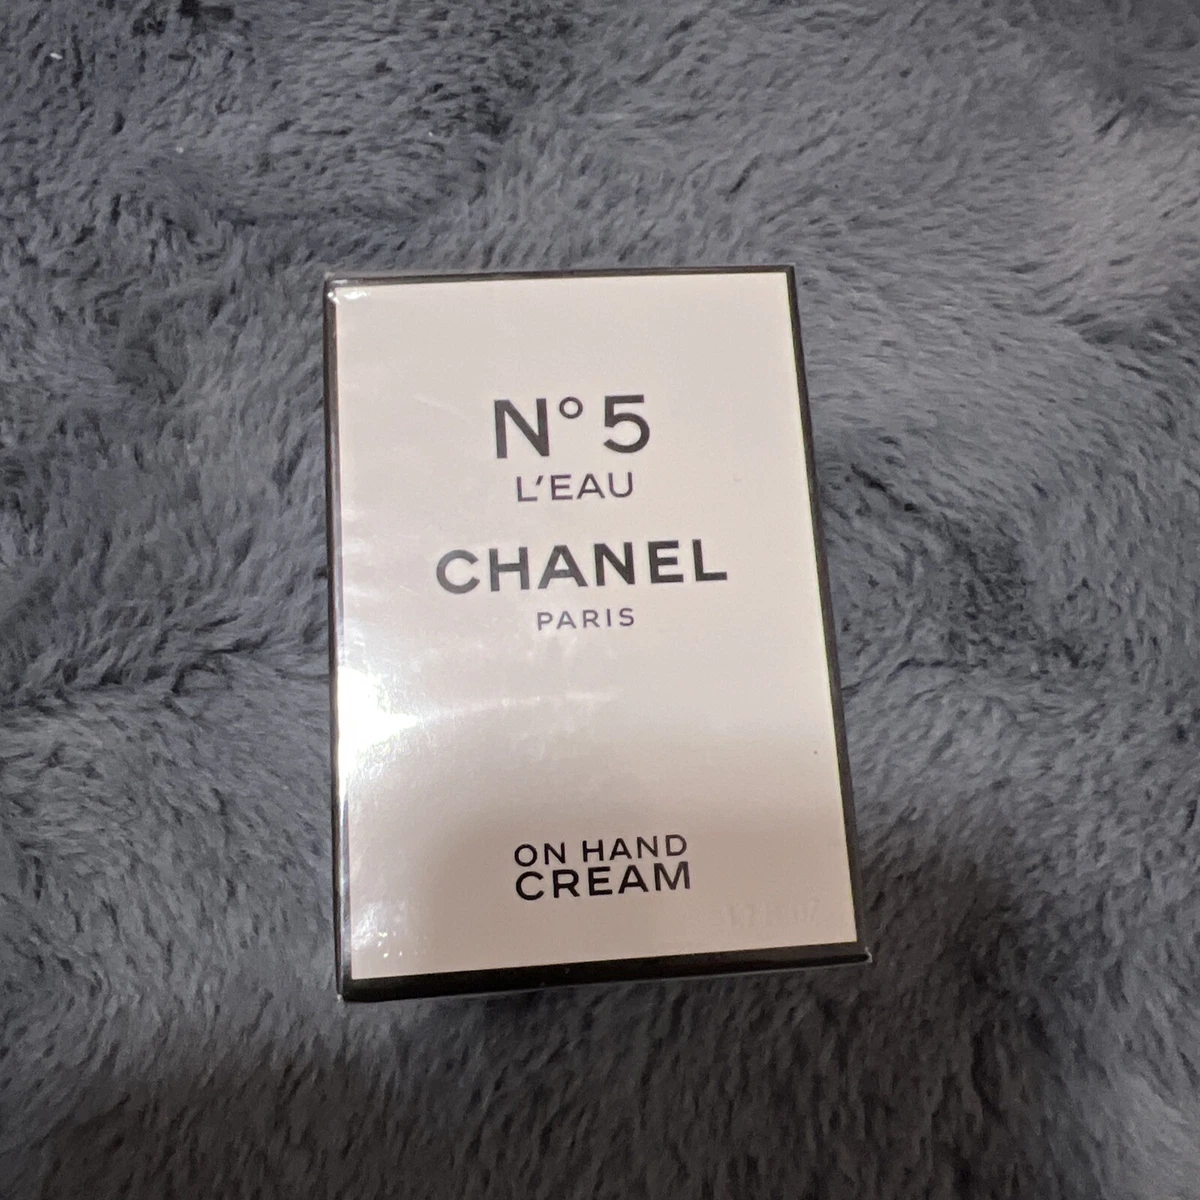 N°5
L'EAU
CHANEL
PARIS
ON HAND
CREAM